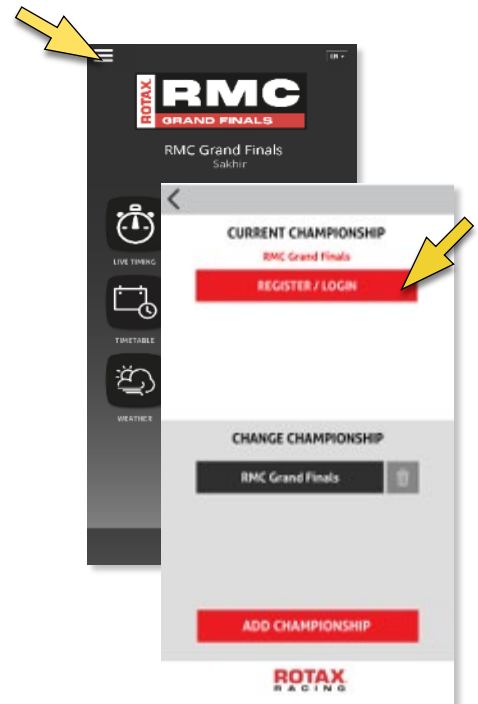 EN
ROTAX
RMC
GRAND FINALS
RMC Grand Finals
Sakhir
LIVE TIMING
TIMETABLE
WEATHER
CURRENT CHAMPIONSHIP
RMC Grand Finals
REGISTER / LOGIN
CHANGE CHAMPIONSHIP
RMC Grand Finals
ADD CHAMPIONSHIP
ROTAX
RACING